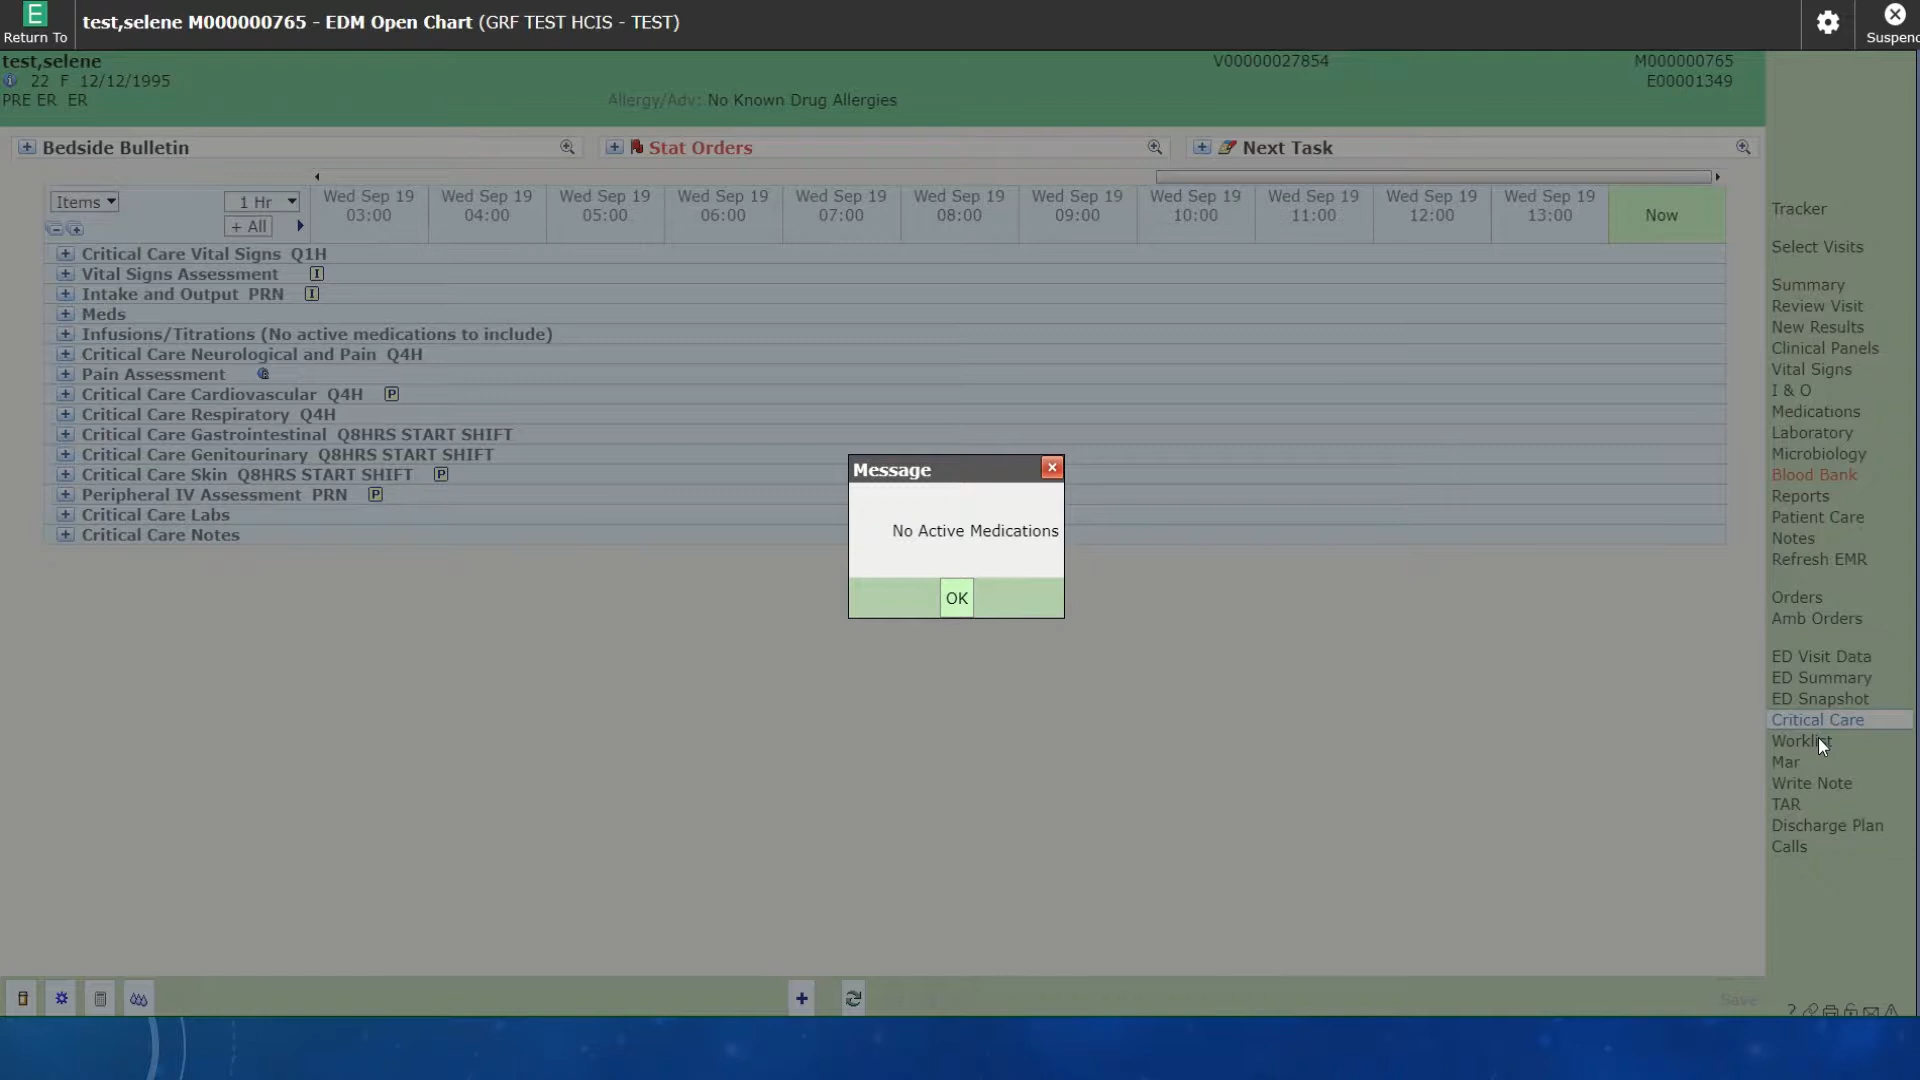 Return To
test,selene M000000765 - EDM Open Chart (GRF TEST HCIS - TEST)
Suspend
test,selene
V00000027854
M000000765
22 F 12/12/1995
E00001349
PRE ER ER
Allergy/Adv: No Known Drug Allergies
Bedside Bulletin
Stat Orders
Next Task
Items
1 Hr
+ All
Wed Sep 19 03:00
Wed Sep 19 04:00
Wed Sep 19 05:00
Wed Sep 19 06:00
Wed Sep 19 07:00
Wed Sep 19 08:00
Wed Sep 19 09:00
Wed Sep 19 10:00
Wed Sep 19 11:00
Wed Sep 19 12:00
Wed Sep 19 13:00
Now
Critical Care Vital Signs Q1H
Vital Signs Assessment I
Intake and Output PRN I
Meds
Infusions/Titrations (No active medications to include)
Critical Care Neurological and Pain Q4H
Pain Assessment
Critical Care Cardiovascular Q4H P
Critical Care Respiratory Q4H
Critical Care Gastrointestinal Q8HRS START SHIFT
Critical Care Genitourinary Q8HRS START SHIFT
Critical Care Skin Q8HRS START SHIFT P
Peripheral IV Assessment PRN P
Critical Care Labs
Critical Care Notes
Message
No Active Medications
OK
Tracker
Select Visits
Summary
Review Visit
New Results
Clinical Panels
Vital Signs
I & O
Medications
Laboratory
Microbiology
Blood Bank
Reports
Patient Care
Notes
Refresh EMR
Orders
Amb Orders
ED Visit Data
ED Summary
ED Snapshot
Critical Care
Worklist
Mar
Write Note
TAR
Discharge Plan
Calls
Save